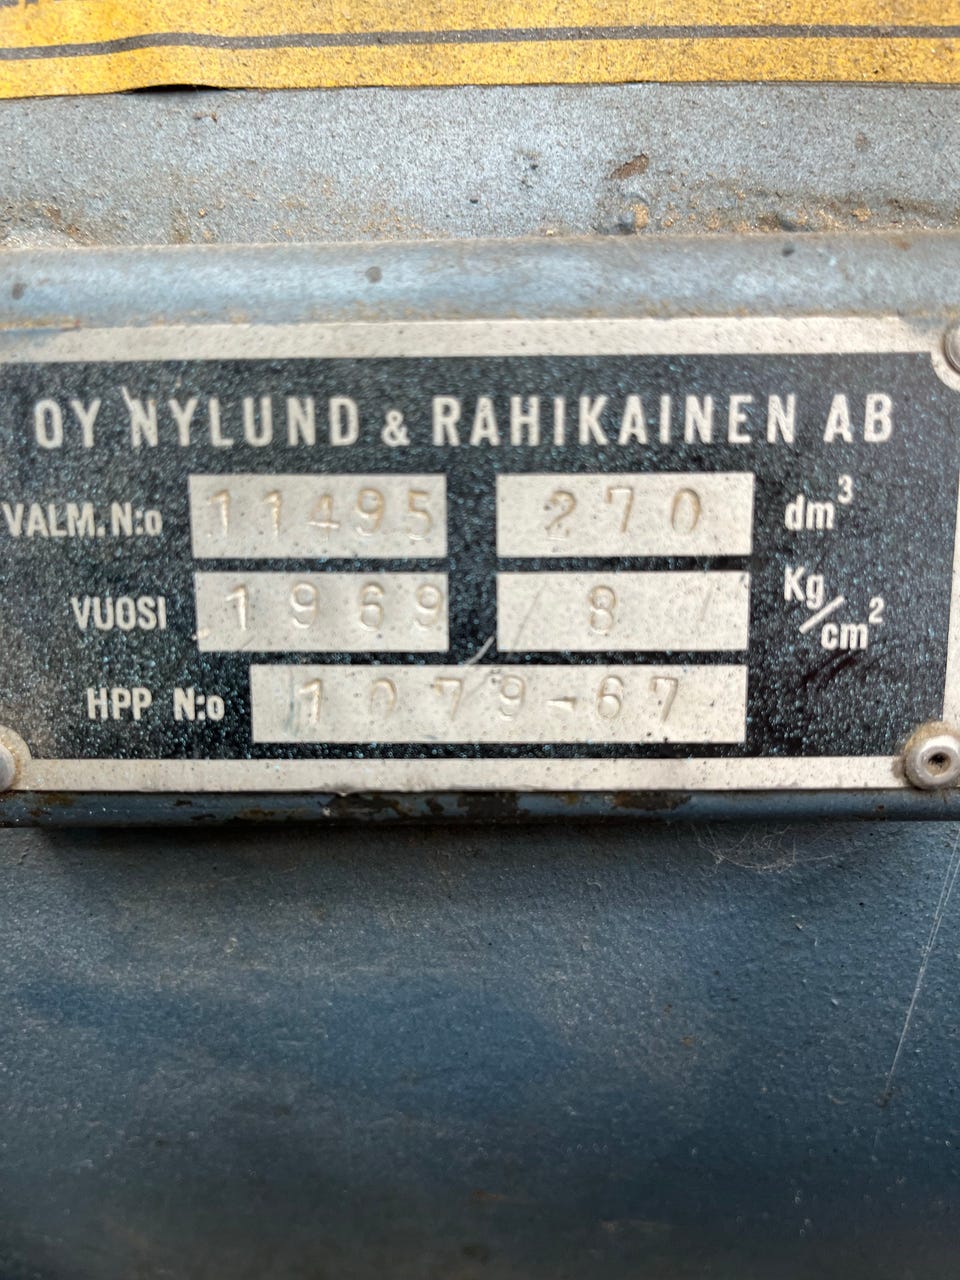 OY NYLUND & RAHIKAINEN AB
VALM. N:o 11495 270 dm³
VUOSI 1969 8 Kg/cm²
HPP N:o 1079-67